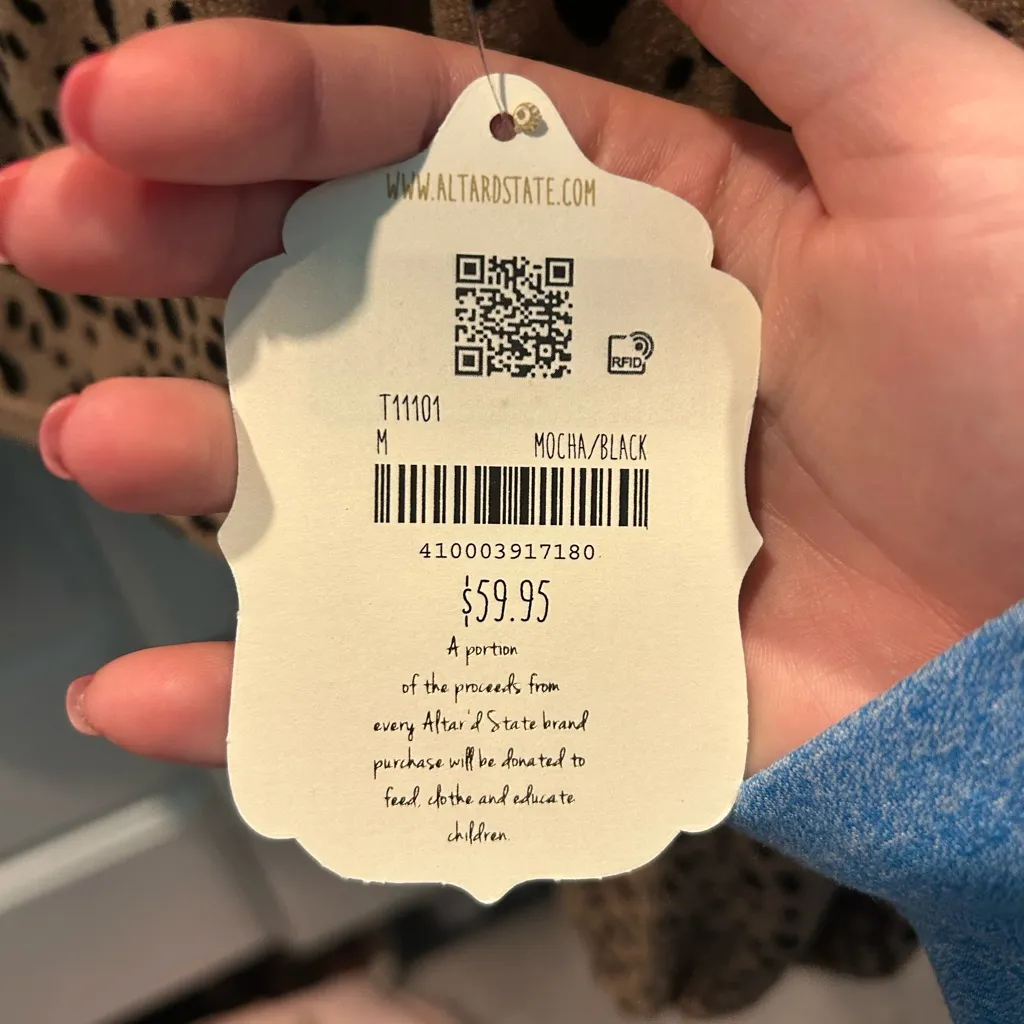 WWW.ALTARDSTATE.COM
RFID
T11101
M MOCHA/BLACK
410003917180
$59.95
A portion
of the proceeds from
every Altar'd State brand
purchase will be donated to
feed, clothe and educate
children.